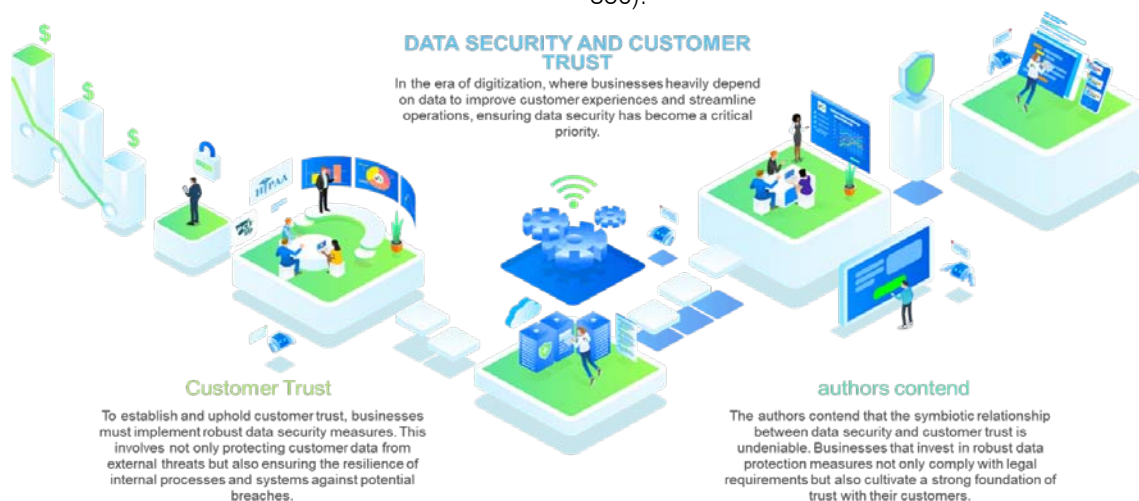 DATA SECURITY AND CUSTOMER
TRUST
In the era of digitization, where businesses heavily depend
on data to improve customer experiences and streamline
operations, ensuring data security has become a critical
priority.
$
$
$
HIPAA
Customer Trust
To establish and uphold customer trust, businesses
must implement robust data security measures. This
involves not only protecting customer data from
external threats but also ensuring the resilience of
internal processes and systems against potential
breaches.
authors contend
The authors contend that the symbiotic relationship
between data security and customer trust is
undeniable. Businesses that invest in robust data
protection measures not only comply with legal
requirements but also cultivate a strong foundation of
trust with their customers.